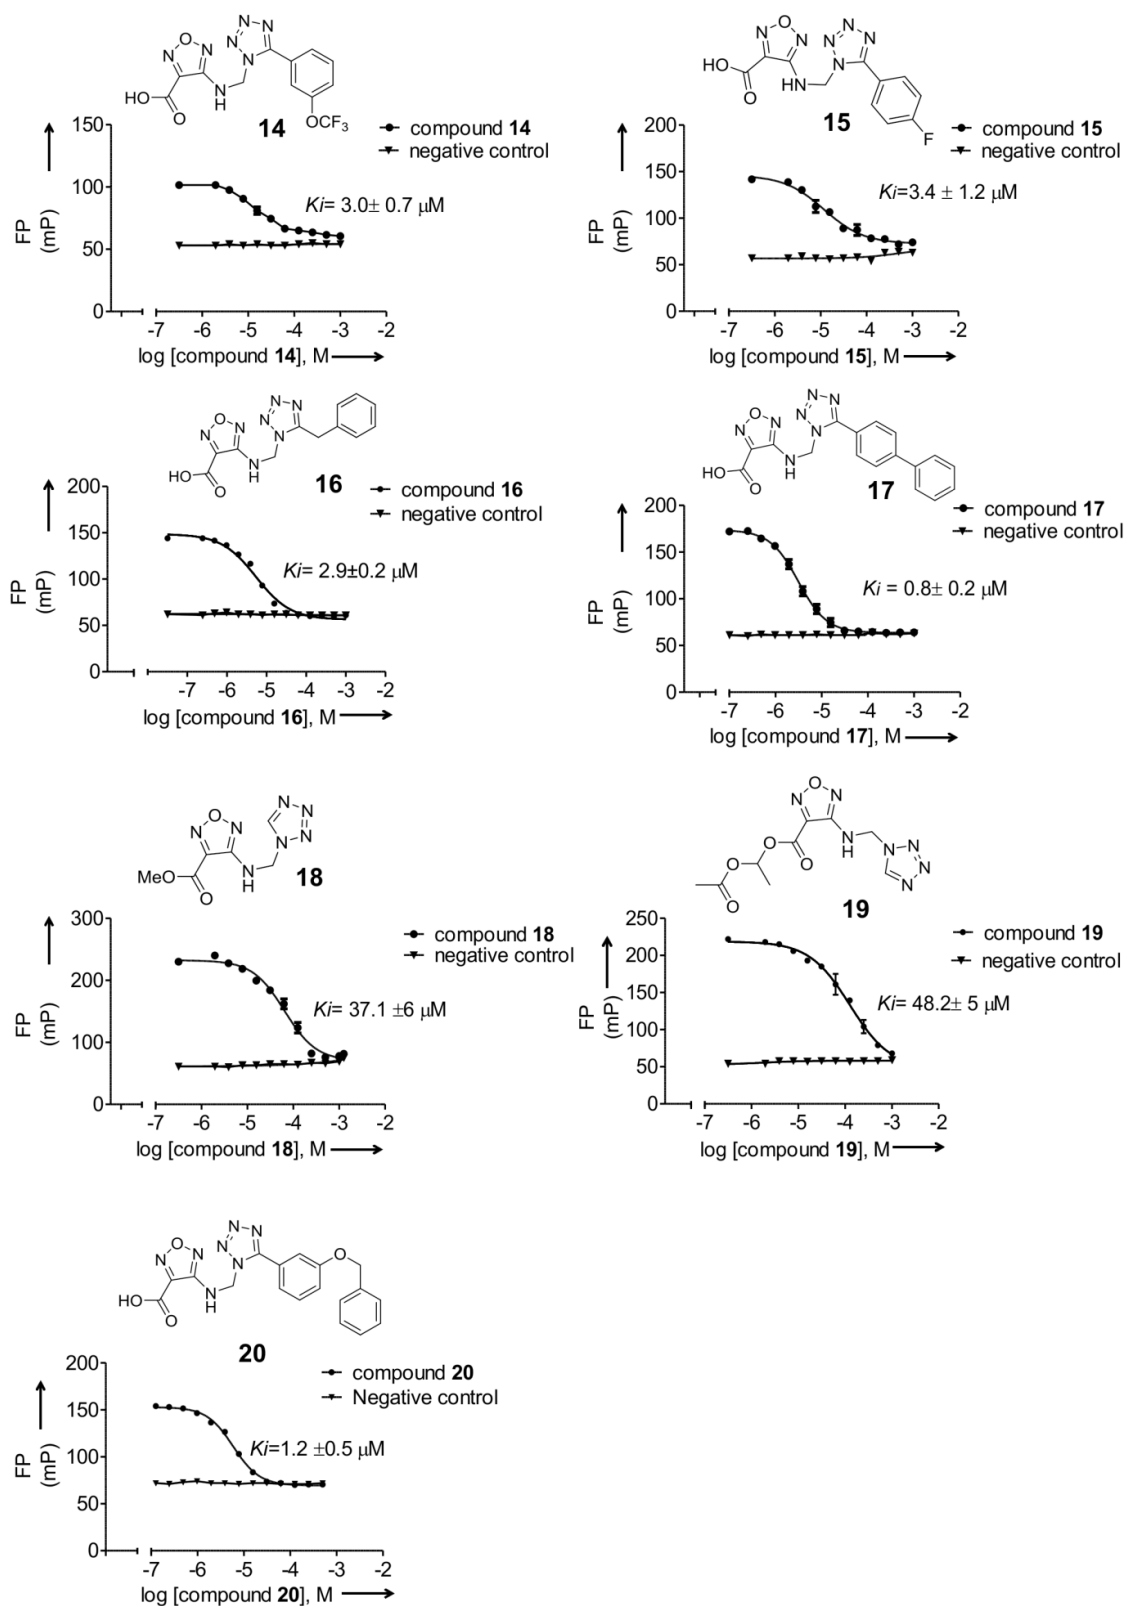 14
150
100
50
0
FP
(mP)
compound 14
negative control
Ki= 3.0± 0.7 μM
-7 -6 -5 -4 -3 -2
log [compound 14], M
HO O N O N N H N N N N OCF3
15
200
150
100
50
0
FP
(mP)
compound 15
negative control
Ki=3.4 ± 1.2 μM
-7 -6 -5 -4 -3 -2
log [compound 15], M
HO O N O N N H N N N N F
16
200
150
100
50
0
FP
(mP)
compound 16
negative control
Ki= 2.9±0.2 μM
-7 -6 -5 -4 -3 -2
log [compound 16], M
HO O N O N N H N N N N
17
200
150
100
50
0
FP
(mP)
compound 17
negative control
Ki = 0.8± 0.2 μM
-7 -6 -5 -4 -3 -2
log [compound 17], M
HO O N O N N H N N N N
18
300
200
100
0
FP
(mP)
compound 18
negative control
Ki= 37.1 ±6 μM
-7 -6 -5 -4 -3 -2
log [compound 18], M
MeO O N O N N H N N N N
19
250
200
150
100
50
0
FP
(mP)
compound 19
negative control
Ki= 48.2± 5 μM
-7 -6 -5 -4 -3 -2
log [compound 19], M
O O O O N O N N H N N N N
20
200
150
100
50
0
FP
(mP)
compound 20
Negative control
Ki=1.2 ±0.5 μM
-7 -6 -5 -4 -3 -2
log [compound 20], M
HO O N O N N H N N N N O